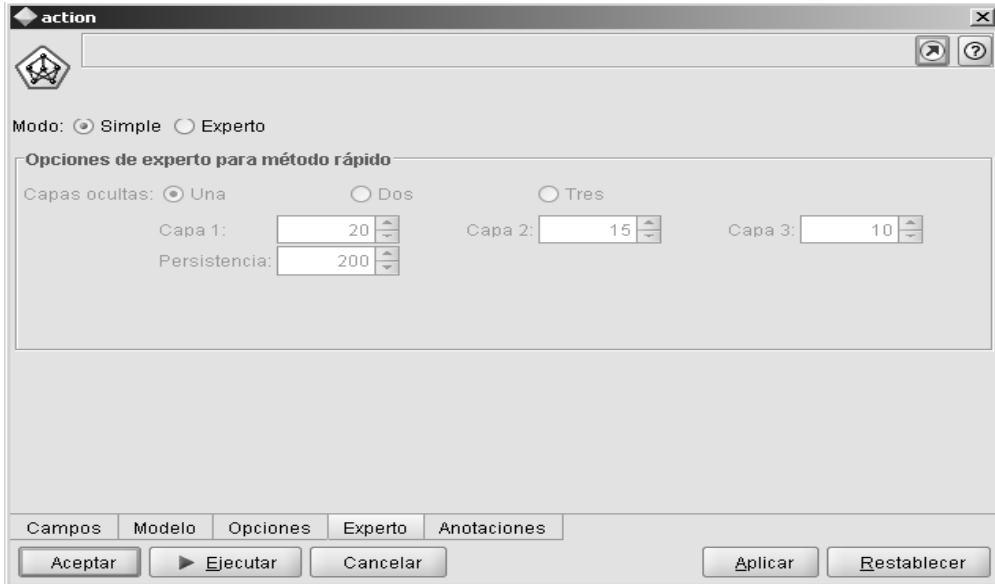 action
Modo: Simple Experto
Opciones de experto para método rápido
Capas ocultas: Una Dos Tres
Capa 1: 20 Capa 2: 15 Capa 3: 10
Persistencia: 200
Campos Modelo Opciones Experto Anotaciones
Aceptar Ejecutar Cancelar Aplicar Restablecer